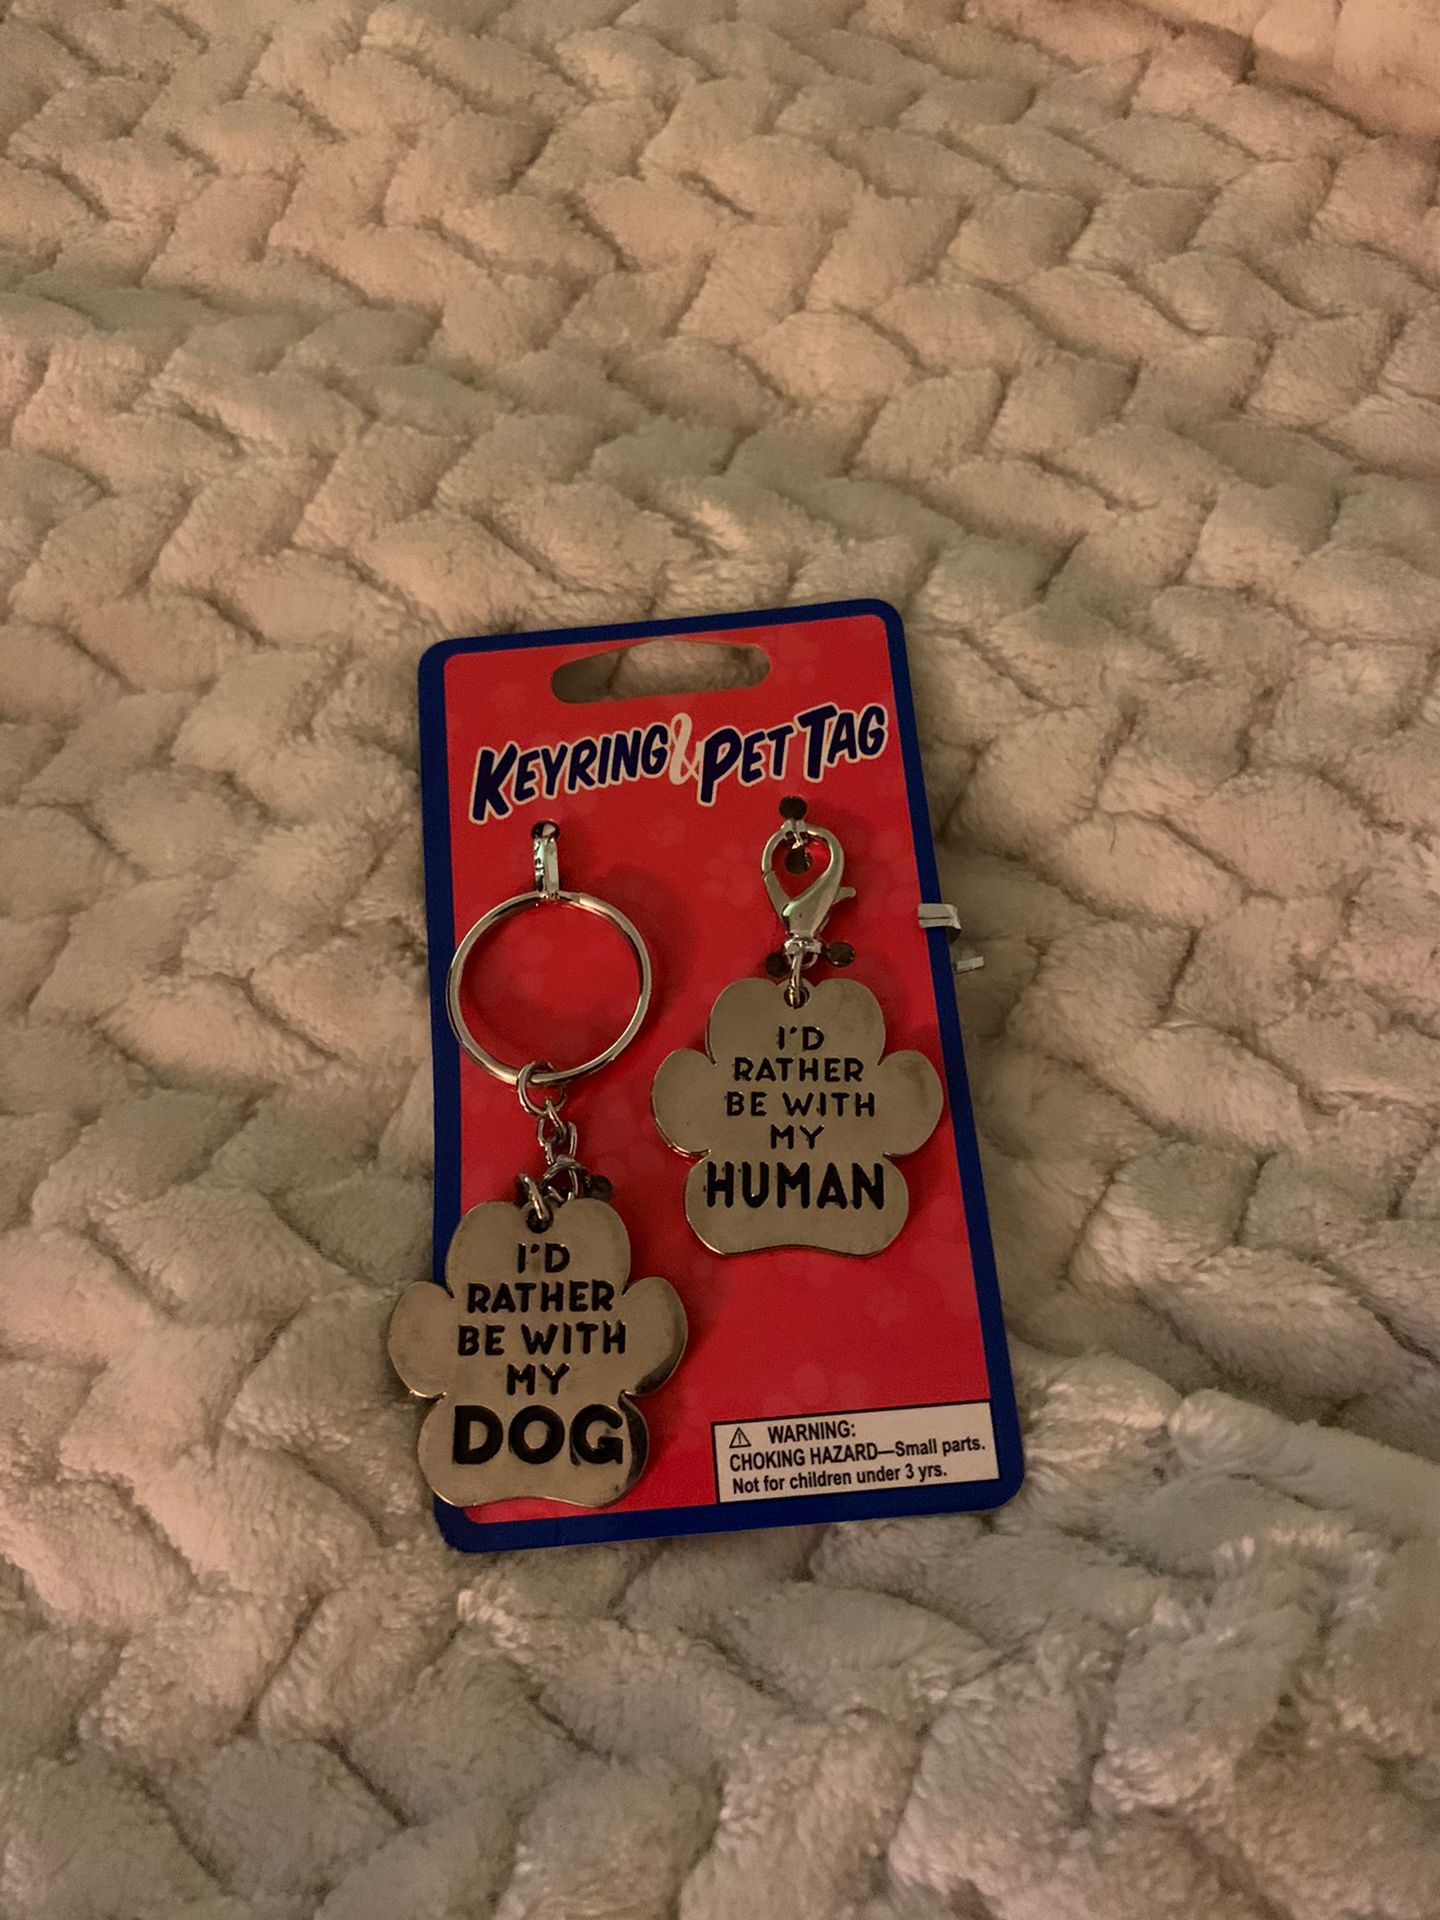 KEYRING & PET TAG
I'D
RATHER
BE WITH
MY
DOG
I'D
RATHER
BE WITH
MY
HUMAN
⚠ WARNING:
CHOKING HAZARD—Small parts.
Not for children under 3 yrs.